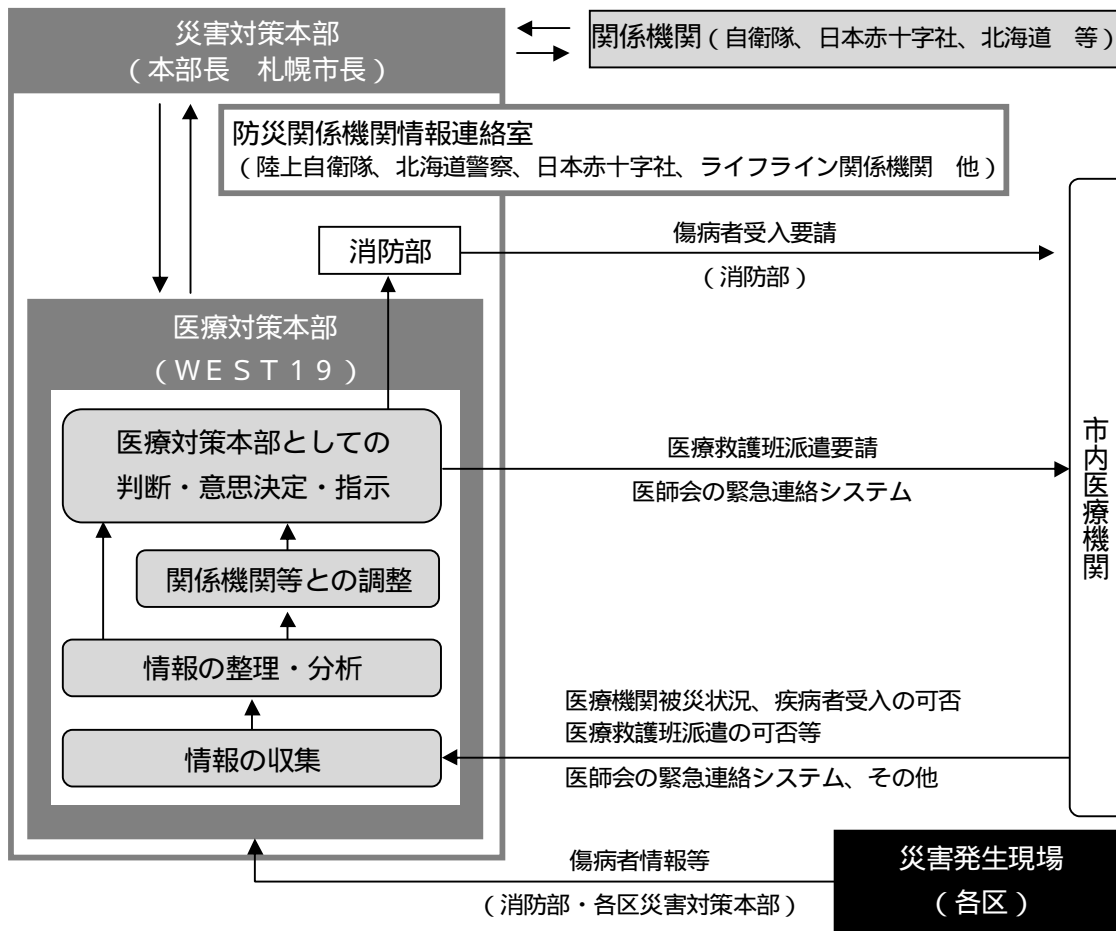 災害対策本部
（本部長　札幌市長）
関係機関（自衛隊、日本赤十字社、北海道　等）
防災関係機関情報連絡室
（陸上自衛隊、北海道警察、日本赤十字社、ライフライン関係機関　他）
消防部
傷病者受入要請
（消防部）
医療対策本部
（ＷＥＳＴ１９）
医療対策本部としての
判断・意思決定・指示
医療救護班派遣要請
医師会の緊急連絡システム
市内医療機関
関係機関等との調整
情報の整理・分析
情報の収集
医療機関被災状況、疾病者受入の可否
医療救護班派遣の可否等
医師会の緊急連絡システム、その他
傷病者情報等
（消防部・各区災害対策本部）
災害発生現場
（各区）